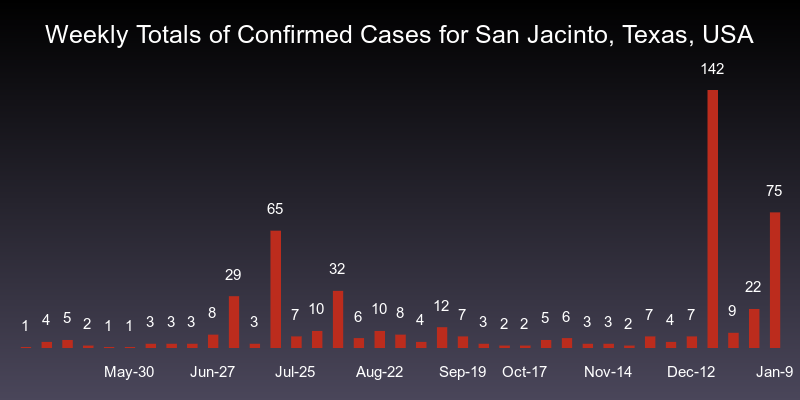 Weekly Totals of Confirmed Cases for San Jacinto, Texas, USA
142
75
65
32
29
22
1 4 5 2 1 1 3 3 3 8 3 7 10 6 10 8 4 12 7 3 2 2 5 6 3 3 2 7 4 7 9
May-30 Jun-27 Jul-25 Aug-22 Sep-19 Oct-17 Nov-14 Dec-12 Jan-9